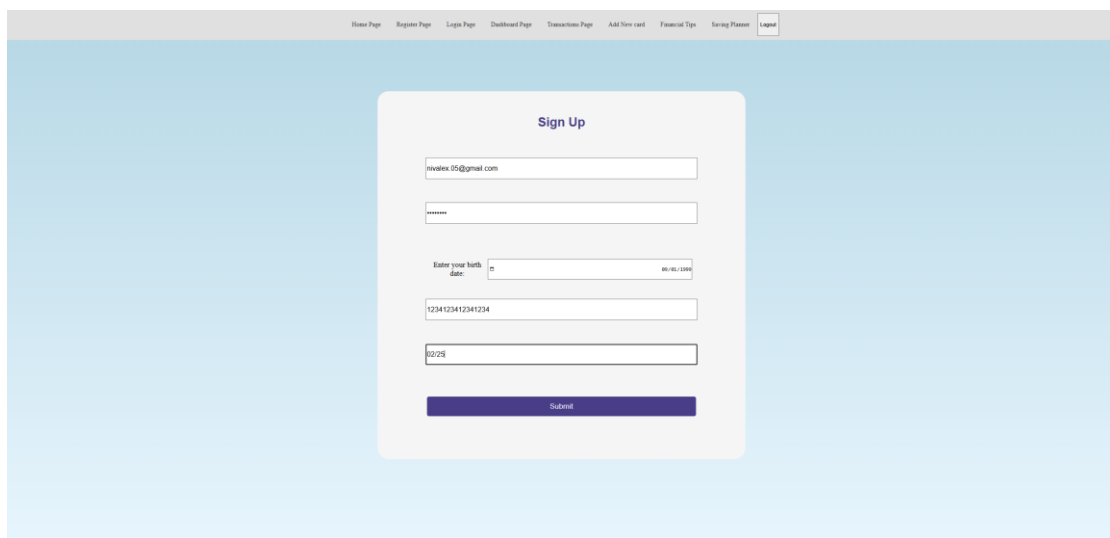 Home Page Register Page Login Page Dashboard Page Transactions Page Add New card Financial Tips Saving Planner Logout
Sign Up
nivalex.05@gmail.com
••••••••
Enter your birth
date:
1234123412341234
02/25
Submit